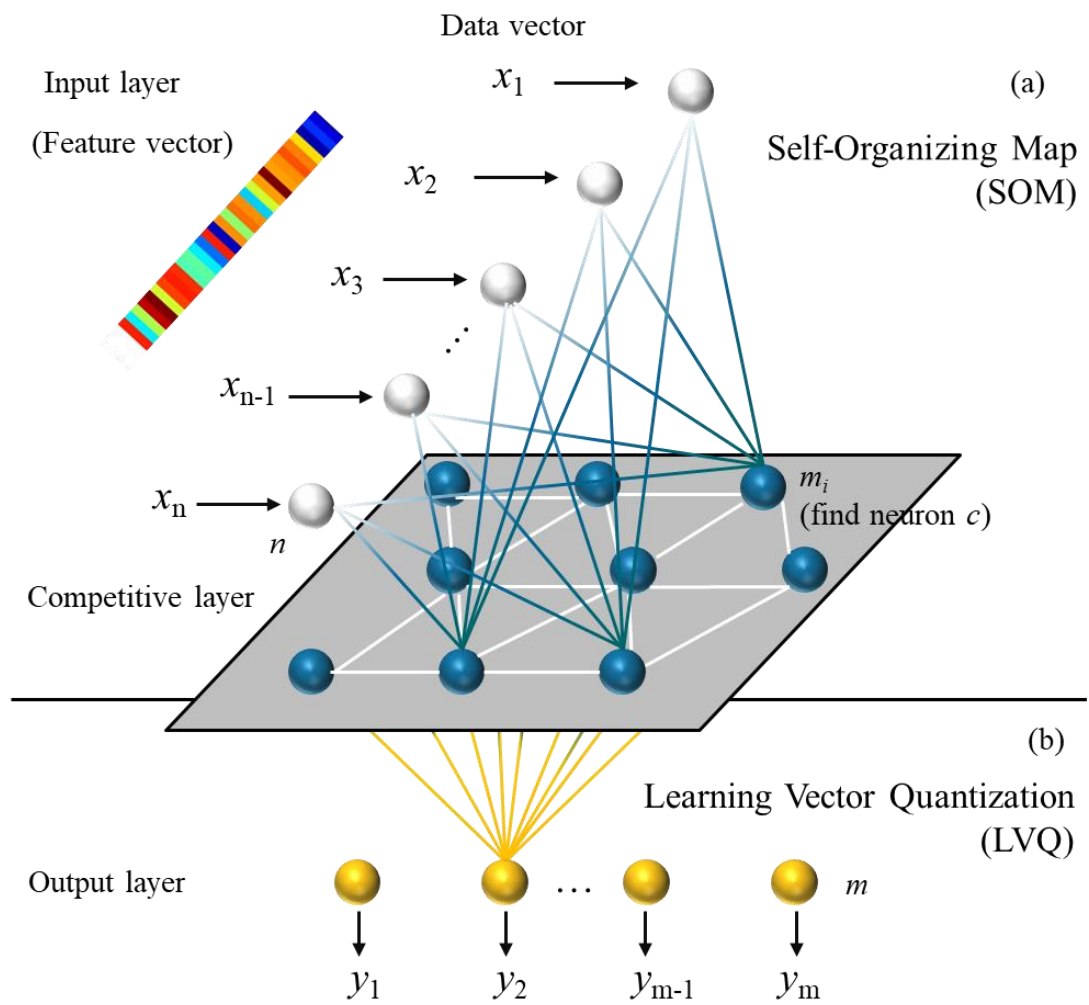 Data vector
Input layer
(Feature vector)
x1
(a)
Self-Organizing Map
(SOM)
x2
x3
...
xn-1
xn
n
mi
(find neuron c)
Competitive layer
(b)
Learning Vector Quantization
(LVQ)
Output layer
...
m
y1
y2
ym-1
ym